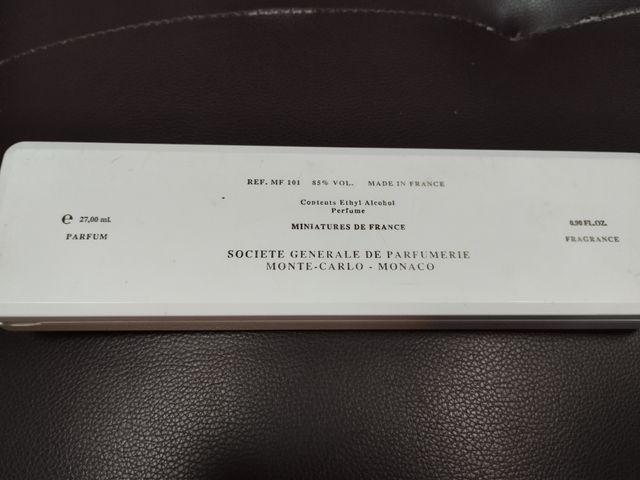 REF. MF 101 85% VOL. MADE IN FRANCE
Contents Ethyl Alcohol
Perfume
℮ 27,00 ml.
PARFUM
MINiATURES DE FRANCE
0,90 FL.OZ.
FRAGRANCE
SOCIETE GENERALE DE PARFUMERIE
MONTE-CARLO - MONACO